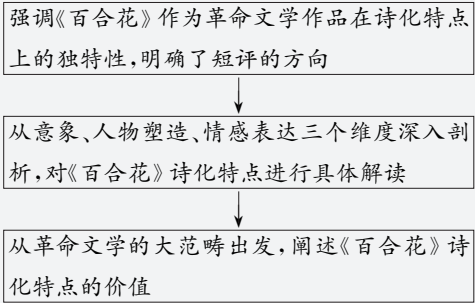 强调《百合花》作为革命文学作品在诗化特点
上的独特性,明确了短评的方向
从意象、人物塑造、情感表达三个维度深入剖
析,对《百合花》诗化特点进行具体解读
从革命文学的大范畴出发,阐述《百合花》诗
化特点的价值